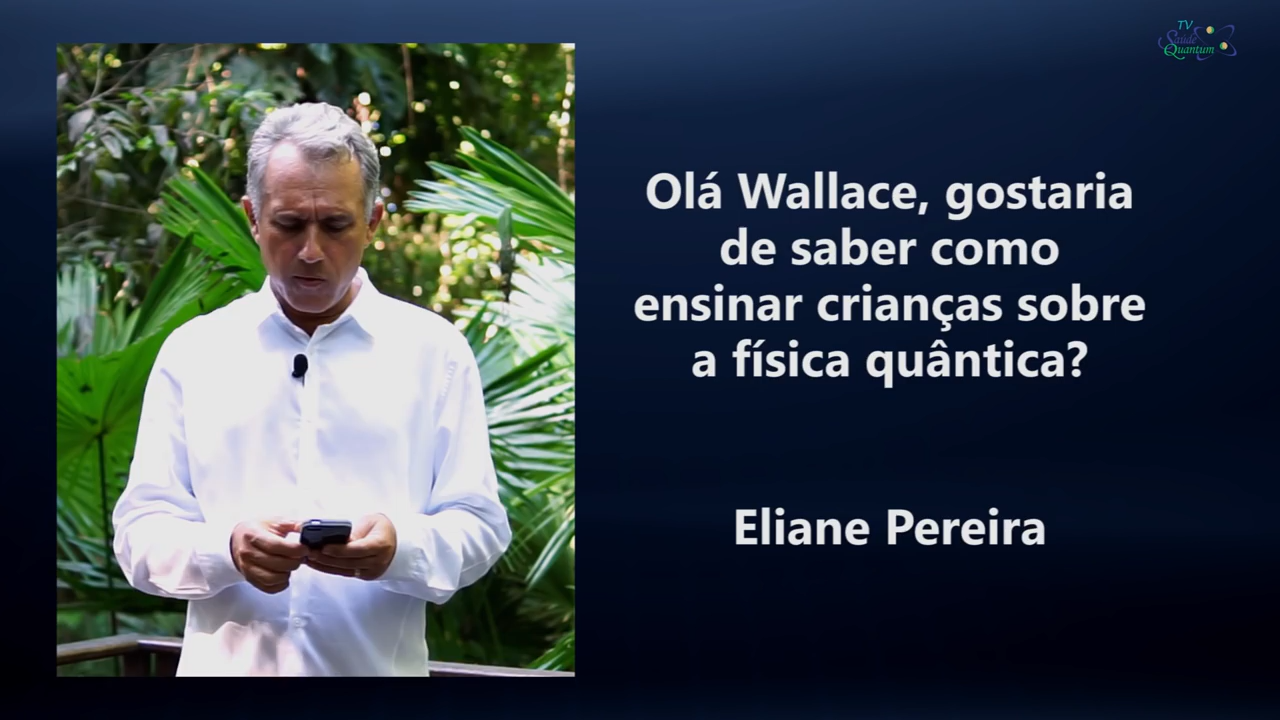 TV
Saúde
Quantum
Olá Wallace, gostaria
de saber como
ensinar crianças sobre
a física quântica?
Eliane Pereira